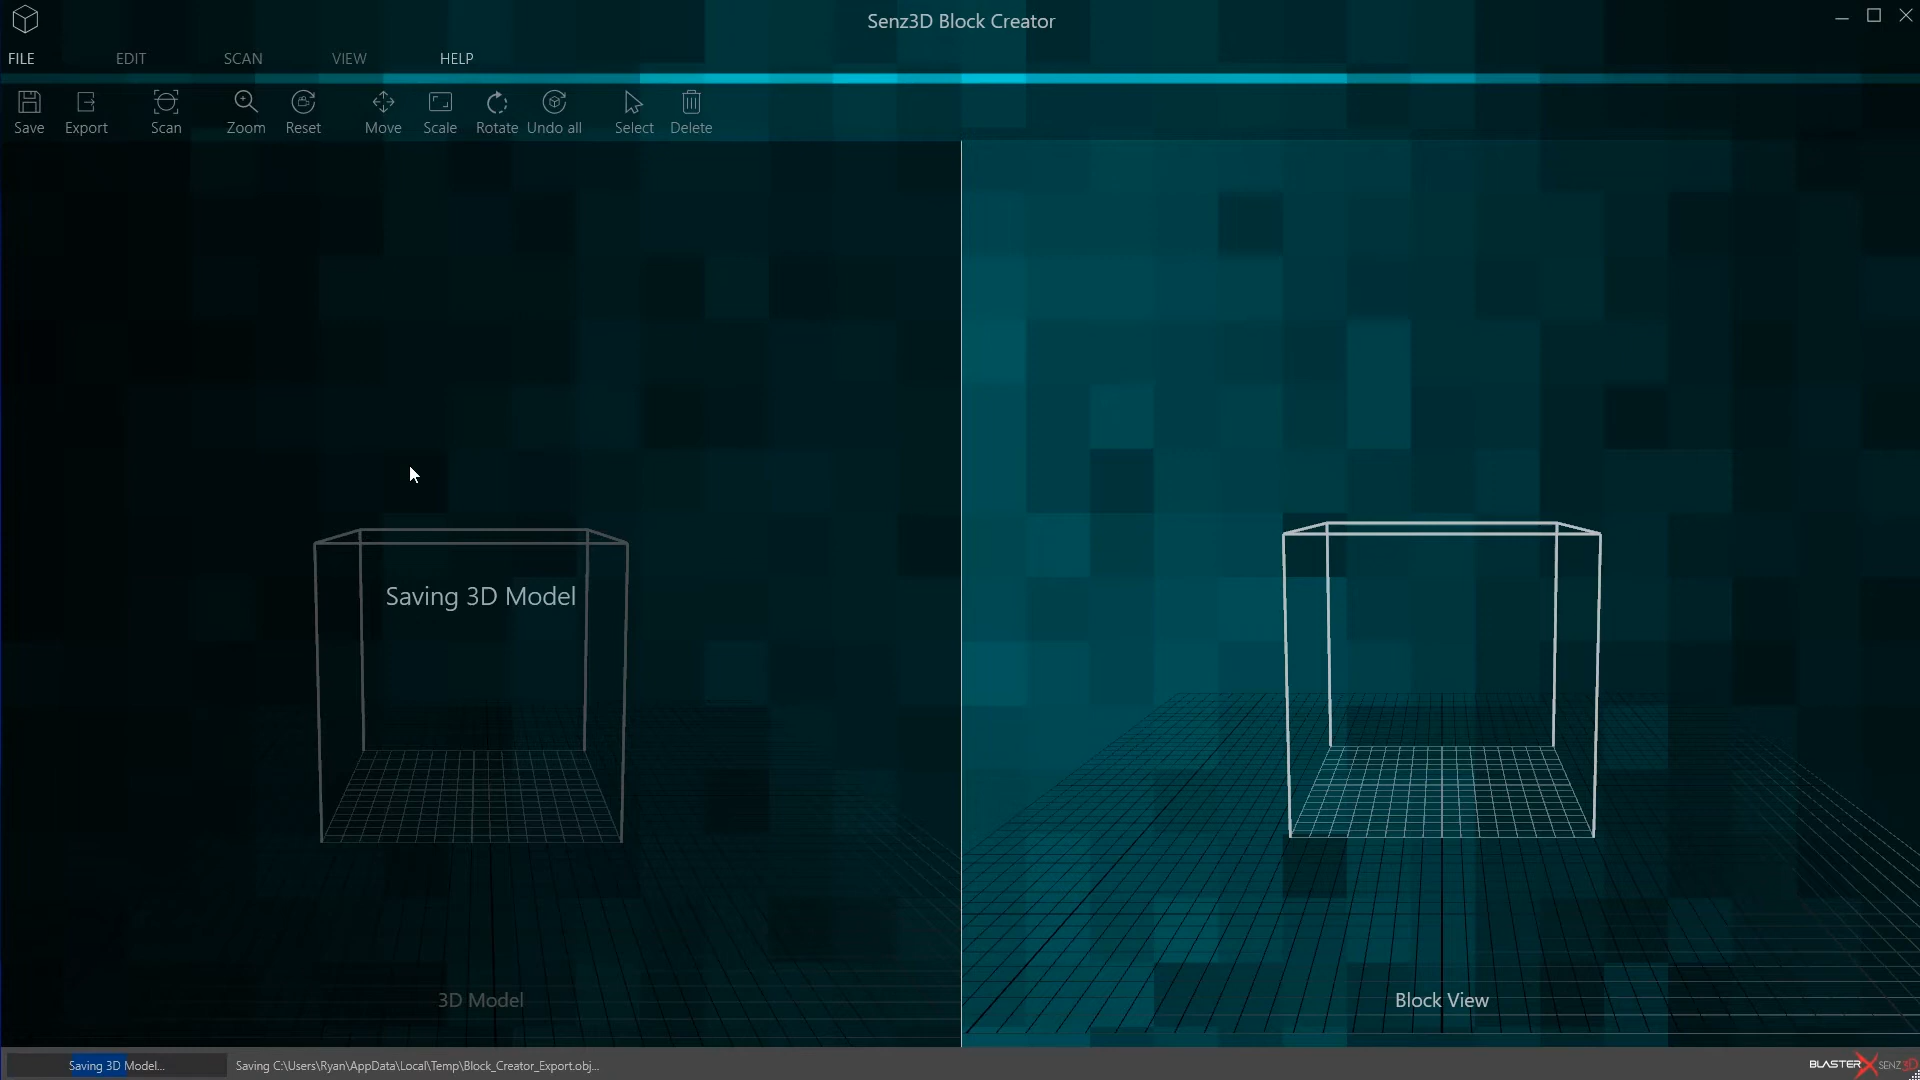 Senz3D Block Creator
FILE EDIT SCAN VIEW HELP
Save Export Scan Zoom Reset Move Scale Rotate Undo all Select Delete
Saving 3D Model
3D Model
Block View
Saving 3D Model... Saving C:\Users\Ryan\AppData\Local\Temp\Block_Creator_Export.obj...
BLASTERX SENZ3D